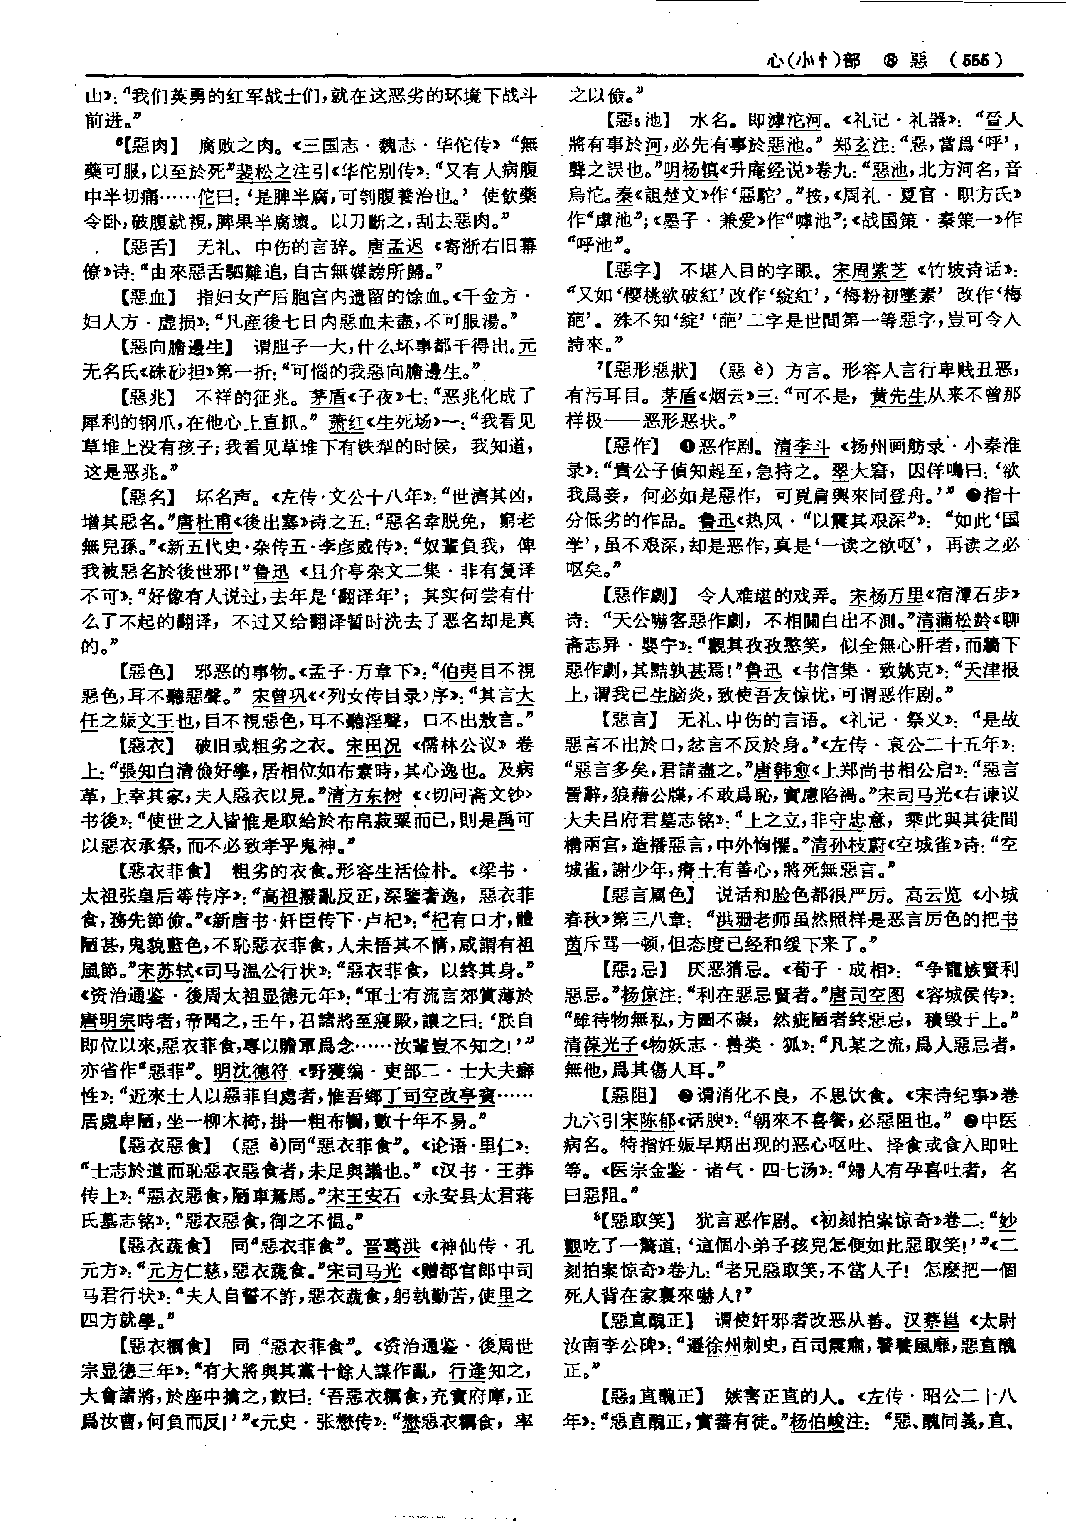 心(小忄)部 ⑧ 惡 (555)
山》：“我们英勇的红军战士们，就在这恶劣的环境下战斗
前进。”
⁶【惡肉】 腐败之肉。《三国志·魏志·华佗传》“無
藥可服，以至於死”裴松之注引《华佗别传》：“又有人病腹
中半切痛……佗曰：‘是脾半腐，可刳腹養治也。’使飲藥
令卧，破腹就視，脾果半腐壞。以刀斷之，刮去惡肉。”
【惡舌】 无礼、中伤的言辞。唐孟迟《寄浙右旧幕
僚》诗：“由來惡舌駟難追，自古無媒謗所歸。”
【惡血】 指妇女产后胞宫内遗留的馀血。《千金方·
妇人方·虚损》：“凡産後七日内惡血未盡，不可服湯。”
【惡向膽邊生】 谓胆子一大，什么坏事都干得出。元
无名氏《硃砂担》第一折：“可惱的我惡向膽邊生。”
【惡兆】 不祥的征兆。茅盾《子夜》七：“恶兆化成了
犀利的钢爪，在他心上直抓。”萧红《生死场》一：“我看见
草堆上没有孩子；我看见草堆下有铁犁的时候，我知道，
这是恶兆。”
【惡名】 坏名声。《左传·文公十八年》：“世濟其凶，
增其惡名。”唐杜甫《後出塞》诗之五：“惡名幸脱免，窮老
無兒孫。”《新五代史·杂传五·李彦威传》：“奴輩負我，俾
我被惡名於後世邪！”鲁迅《且介亭杂文二集·非有复译
不可》：“好像有人说过，去年是‘翻译年’；其实何尝有什
么了不起的翻译，不过又给翻译暂时洗去了恶名却是真
的。”
【惡色】 邪恶的事物。《孟子·万章下》：“伯夷目不視
惡色，耳不聽惡聲。”宋曾巩《〈列女传目录〉序》：“其言大
任之娠文王也，目不視惡色，耳不聽淫聲，口不出敖言。”
【惡衣】 破旧或粗劣之衣。宋田况《儒林公议》卷
上：“張知白清儉好學，居相位如布素時，其心逸也。及病
革，上幸其家，夫人惡衣以見。”清方东树《〈切问斋文钞〉
书後》：“使世之人皆惟是取給於布帛菽粟而已，則是禹可
以惡衣承祭，而不必致孝乎鬼神。”
【惡衣菲食】 粗劣的衣食。形容生活俭朴。《梁书·
太祖张皇后等传序》：“高祖撥亂反正，深鑒奢逸，惡衣菲
食，務先節儉。”《新唐书·奸臣传下·卢杞》：“杞有口才，體
陋甚，鬼貌藍色，不恥惡衣菲食，人未悟其不情，咸謂有祖
風節。”宋苏轼《司马温公行状》：“惡衣菲食，以終其身。”
《资治通鉴·後周太祖显德元年》：“軍士有流言郊賞薄於
唐明宗時者，帝聞之，壬午，召諸將至寢殿，讓之曰：‘朕自
即位以來，惡衣菲食，專以贍軍爲念……汝輩豈不知之！’”
亦省作“惡菲”。明沈德符《野獲编·吏部二·士大夫癖
性》：“近來士人以惡菲自處者，惟吾鄉丁司空改亭賓……
居處卑陋，坐一柳木椅，掛一粗布幮，數十年不易。”
【惡衣惡食】 （惡 è）同“惡衣菲食”。《论语·里仁》：
“士志於道而恥惡衣惡食者，未足與議也。”《汉书·王莽
传上》：“惡衣惡食，陋車駑馬。”宋王安石《永安县太君蒋
氏墓志铭》：“惡衣惡食，御之不愠。”
【惡衣蔬食】 同“惡衣菲食”。晋葛洪《神仙传·孔
元方》：“元方仁慈，惡衣蔬食。”宋司马光《赠都官郎中司
马君行状》：“夫人自誓不許，惡衣蔬食，躬執勤苦，使里之
四方就學。”
【惡衣糲食】 同“惡衣菲食”。《资治通鉴·後周世
宗显德三年》：“有大將與其黨十餘人謀作亂，行逢知之，
大會諸將，於座中擒之，數曰：‘吾惡衣糲食，充實府庫，正
爲汝曹，何負而反！’”《元史·张懋传》：“懋惡衣糲食，率
之以儉。”
【惡₅池】 水名。即滹沱河。《礼记·礼器》：“晉人
將有事於河，必先有事於惡池。”郑玄注：“惡，當爲‘呼’，
聲之誤也。”明杨慎《升庵经说》卷九：“惡池，北方河名，音
烏沱。秦《詛楚文》作‘惡駝’。”按，《周礼·夏官·职方氏》
作“虖池”；《墨子·兼爱》作“嘑池”；《战国策·秦策一》作
“呼池”。
【惡字】 不堪入目的字眼。宋周紫芝《竹坡诗话》：
“又如‘櫻桃欲破紅’改作‘綻紅’，‘梅粉初墜素’改作‘梅
葩’。殊不知‘綻’‘葩’二字是世間第一等惡字，豈可令入
詩來。”
⁷【惡形惡狀】 （惡 è）方言。形容人言行卑贱丑恶，
有污耳目。茅盾《烟云》三：“可不是，黄先生从来不曾那
样极——恶形恶状。”
【惡作】 ❶恶作剧。清李斗《扬州画舫录·小秦淮
录》：“貴公子偵知趕至，急持之。翠大窘，因佯鳴曰：‘欲
我爲妾，何必如是惡作，可覓肩輿來同登舟。’” ❷指十
分低劣的作品。鲁迅《热风·“以震其艰深”》：“如此‘国
学’，虽不艰深，却是恶作，真是‘一读之欲呕’，再读之必
呕矣。”
【惡作劇】 令人难堪的戏弄。宋杨万里《宿潭石步》
诗：“天公嚇客惡作劇，不相關白出不測。”清蒲松龄《聊
斋志异·婴宁》：“觀其孜孜憨笑，似全無心肝者，而牆下
惡作劇，其黠孰甚焉！”鲁迅《书信集·致姚克》：“天津报
上，谓我已生脑炎，致使吾友惊忧，可谓恶作剧。”
【惡言】 无礼、中伤的言语。《礼记·祭义》：“是故
惡言不出於口，忿言不反於身。”《左传·哀公二十五年》：
“惡言多矣，君請盡之。”唐韩愈《上郑尚书相公启》：“惡言
詈辭，狼藉公牒，不敢爲恥，實慮陷禍。”宋司马光《右谏议
大夫吕府君墓志铭》：“上之立，非守忠意，乘此與其徒間
構兩宫，造播惡言，中外恟懼。”清孙枝蔚《空城雀》诗：“空
城雀，謝少年，瘠土有善心，將死無惡言。”
【惡言厲色】 说话和脸色都很严厉。高云览《小城
春秋》第三八章：“洪珊老师虽然照样是恶言厉色的把书
茵斥骂一顿，但态度已经和缓下来了。”
【惡₂忌】 厌恶猜忌。《荀子·成相》：“争寵嫉賢利
惡忌。”杨倞注：“利在惡忌賢者。”唐司空图《容城侯传》：
“雖待物無私，方圓不礙，然疵陋者終惡忌，積毁于上。”
清葆光子《物妖志·兽类·狐》：“凡某之流，爲人惡忌者，
無他，爲其傷人耳。”
【惡阻】 ❶谓消化不良，不思饮食。《宋诗纪事》卷
九六引宋陈郁《话腴》：“朝來不喜餐，必惡阻也。” ❷中医
病名。特指妊娠早期出现的恶心呕吐、择食或食入即吐
等。《医宗金鉴·诸气·四七汤》：“婦人有孕喜吐者，名
曰惡阻。”
⁸【惡取笑】 犹言恶作剧。《初刻拍案惊奇》卷二：“妙
觀吃了一驚道：‘這個小弟子孩兒怎便如此惡取笑！’”《二
刻拍案惊奇》卷九：“老兄惡取笑，不當人子！怎麽把一個
死人背在家裏來嚇人？”
【惡直醜正】 谓使奸邪者改恶从善。汉蔡邕《太尉
汝南李公碑》：“遷徐州刺史，百司震肅，饕餮風靡，惡直醜
正。”
【惡₂直醜正】 嫉害正直的人。《左传·昭公二十八
年》：“惡直醜正，實蕃有徒。”杨伯峻注：“惡、醜同義，直、